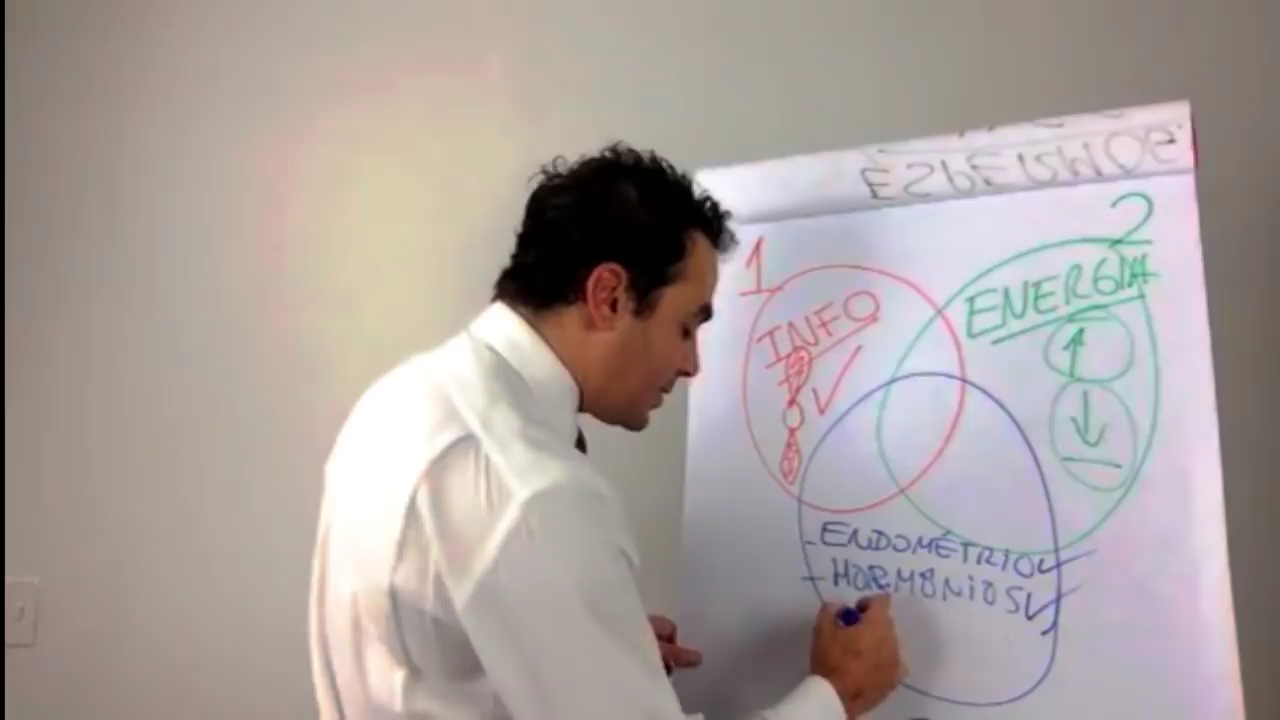 1
2
INFO
ENERGIA
ENDOMÉTRIO
HORMÔNIOS